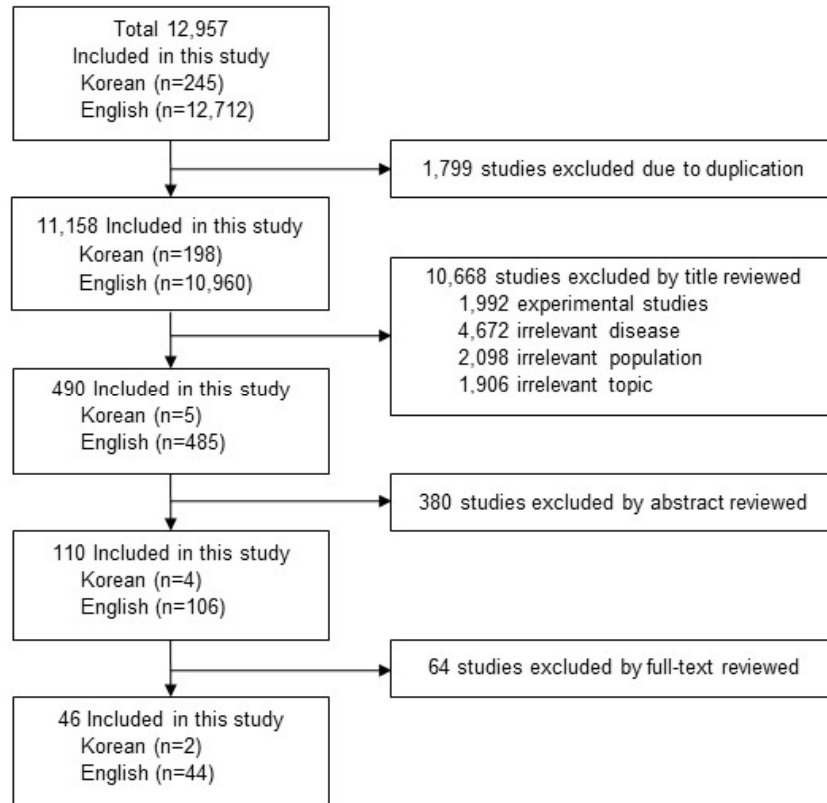 Total 12,957
Included in this study
Korean (n=245)
English (n=12,712)
1,799 studies excluded due to duplication
11,158 Included in this study
Korean (n=198)
English (n=10,960)
10,668 studies excluded by title reviewed
1,992 experimental studies
4,672 irrelevant disease
2,098 irrelevant population
1,906 irrelevant topic
490 Included in this study
Korean (n=5)
English (n=485)
380 studies excluded by abstract reviewed
110 Included in this study
Korean (n=4)
English (n=106)
64 studies excluded by full-text reviewed
46 Included in this study
Korean (n=2)
English (n=44)